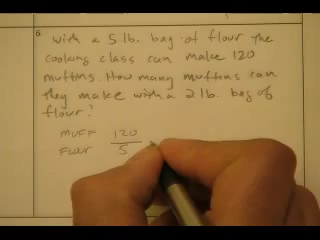 6. with a 5 lb. bag of flour the
cooking class can make 120
muffins. How many muffins can
they make with a 2 lb. bag of
flour?
MUFF 120
FLOUR 5